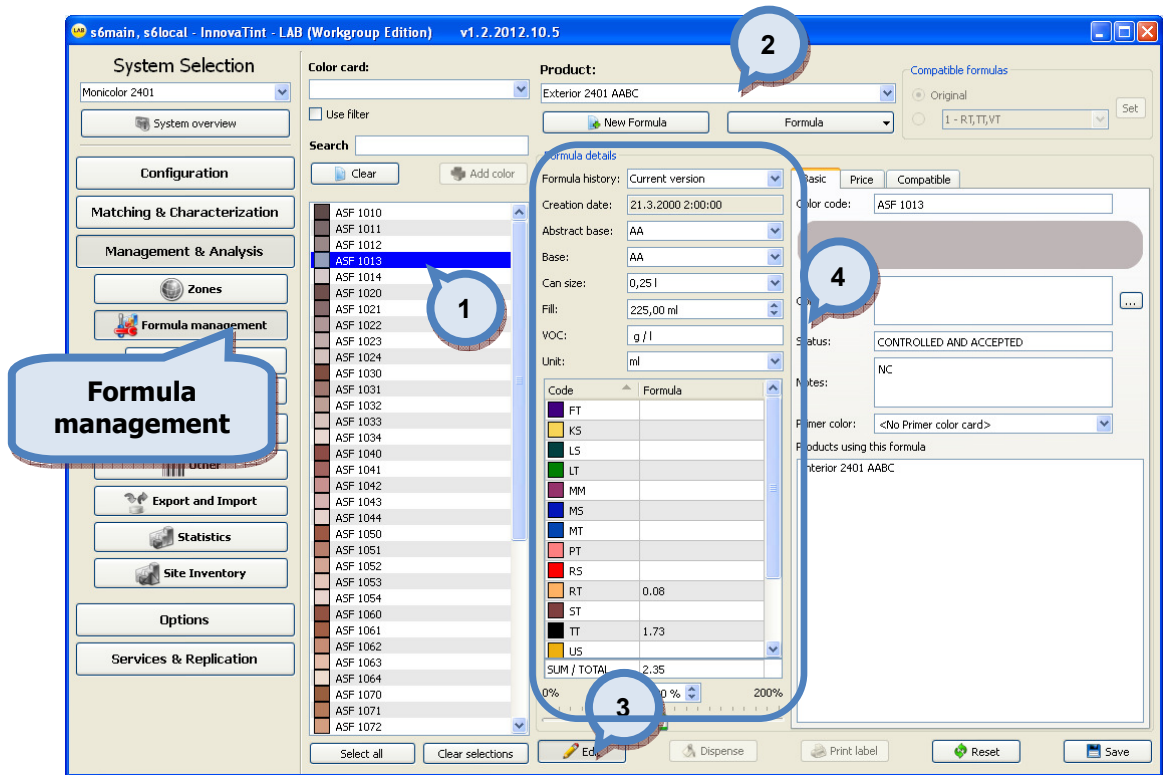 s6main, s6local - InnovaTint - LAB (Workgroup Edition) v1.2.2012.10.5
System Selection
Monicolor 2401
System overview
Configuration
Matching & Characterization
Management & Analysis
Zones
Formula management
Formula
management
Other
Export and Import
Statistics
Site Inventory
Options
Services & Replication
Color card:
Use filter
Search
Clear
Add color
ASF 1010
ASF 1011
ASF 1012
ASF 1013
ASF 1014
ASF 1020
ASF 1021
ASF 1022
ASF 1023
ASF 1024
ASF 1030
ASF 1031
ASF 1032
ASF 1033
ASF 1034
ASF 1040
ASF 1041
ASF 1042
ASF 1043
ASF 1044
ASF 1050
ASF 1051
ASF 1052
ASF 1053
ASF 1054
ASF 1060
ASF 1061
ASF 1062
ASF 1063
ASF 1064
ASF 1070
ASF 1071
ASF 1072
Select all
Clear selections
1
Product:
2
Exterior 2401 AABC
New Formula
Formula
Compatible formulas
Original
1 - RT,TT,VT
Set
Formula details
Formula history: Current version
Creation date: 21.3.2000 2:00:00
Abstract base: AA
Base: AA
Can size: 0,25 l
Fill: 225,00 ml
VOC: g / l
Unit: ml
Code Formula
FT
KS
LS
LT
MM
MS
MT
PT
RS
RT 0.08
ST
TT 1.73
US
SUM / TOTAL 2.35
0% % 200%
3
4
Basic Price Compatible
Color code: ASF 1013
...
Status: CONTROLLED AND ACCEPTED
Notes: NC
Primer color: <No Primer color card>
Products using this formula
Exterior 2401 AABC
Edit
Dispense
Print label
Reset
Save